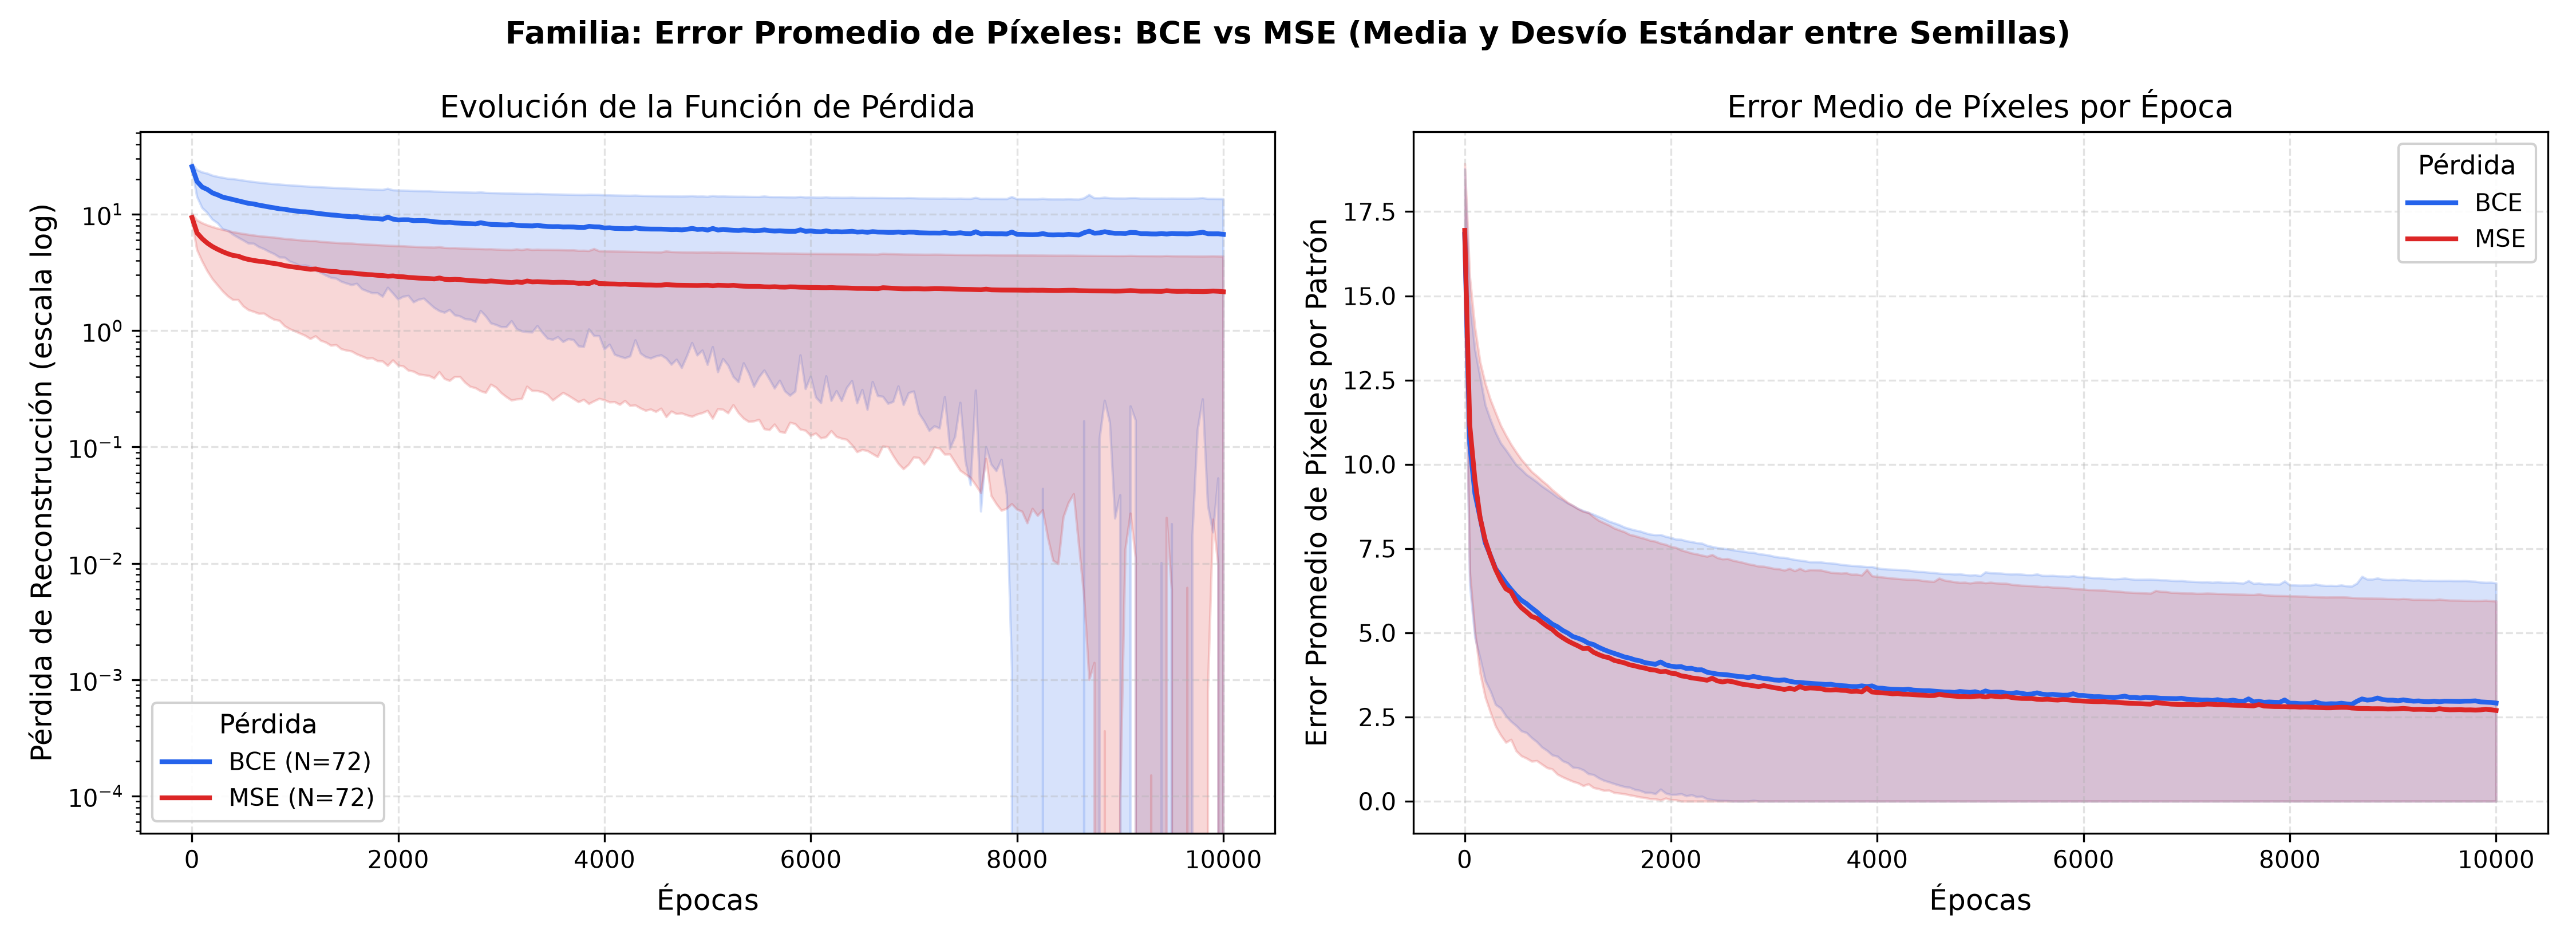 Familia: Error Promedio de Píxeles: BCE vs MSE (Media y Desvío Estándar entre Semillas)
Evolución de la Función de Pérdida
Pérdida de Reconstrucción (escala log)
10¹
10⁰
10⁻¹
10⁻²
10⁻³
10⁻⁴
Pérdida
BCE (N=72)
MSE (N=72)
0 2000 4000 6000 8000 10000
Épocas
Error Medio de Píxeles por Época
Error Promedio de Píxeles por Patrón
17.5
15.0
12.5
10.0
7.5
5.0
2.5
0.0
Pérdida
BCE
MSE
0 2000 4000 6000 8000 10000
Épocas